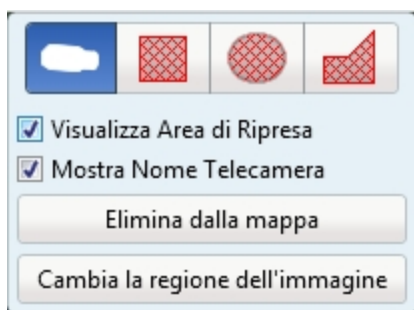 Visualizza Area di Ripresa
Mostra Nome Telecamera
Elimina dalla mappa
Cambia la regione dell'immagine